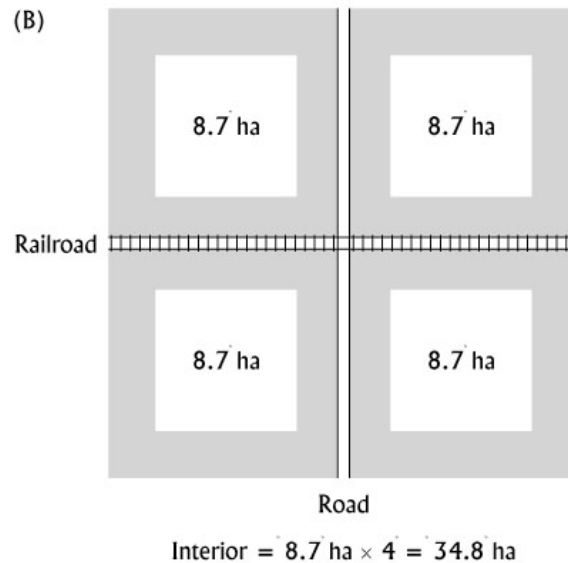 (B)
8.7 ha
8.7 ha
Railroad
8.7 ha
8.7 ha
Road
Interior = 8.7 ha × 4 = 34.8 ha